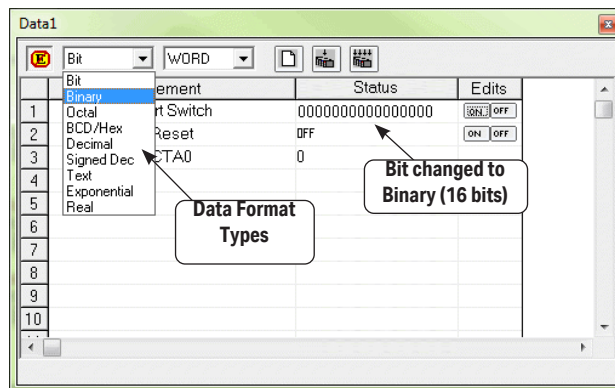 Data1
E Bit WORD
Bit
Binary
Octal
BCD/Hex
Decimal
Signed Dec
Text
Exponential
Real
ement Status Edits
1 rt Switch 0000000000000000 ON OFF
2 Reset OFF ON OFF
3 CTA0 0
4
5
6
7
8
9
10
Data Format
Types
Bit changed to
Binary (16 bits)